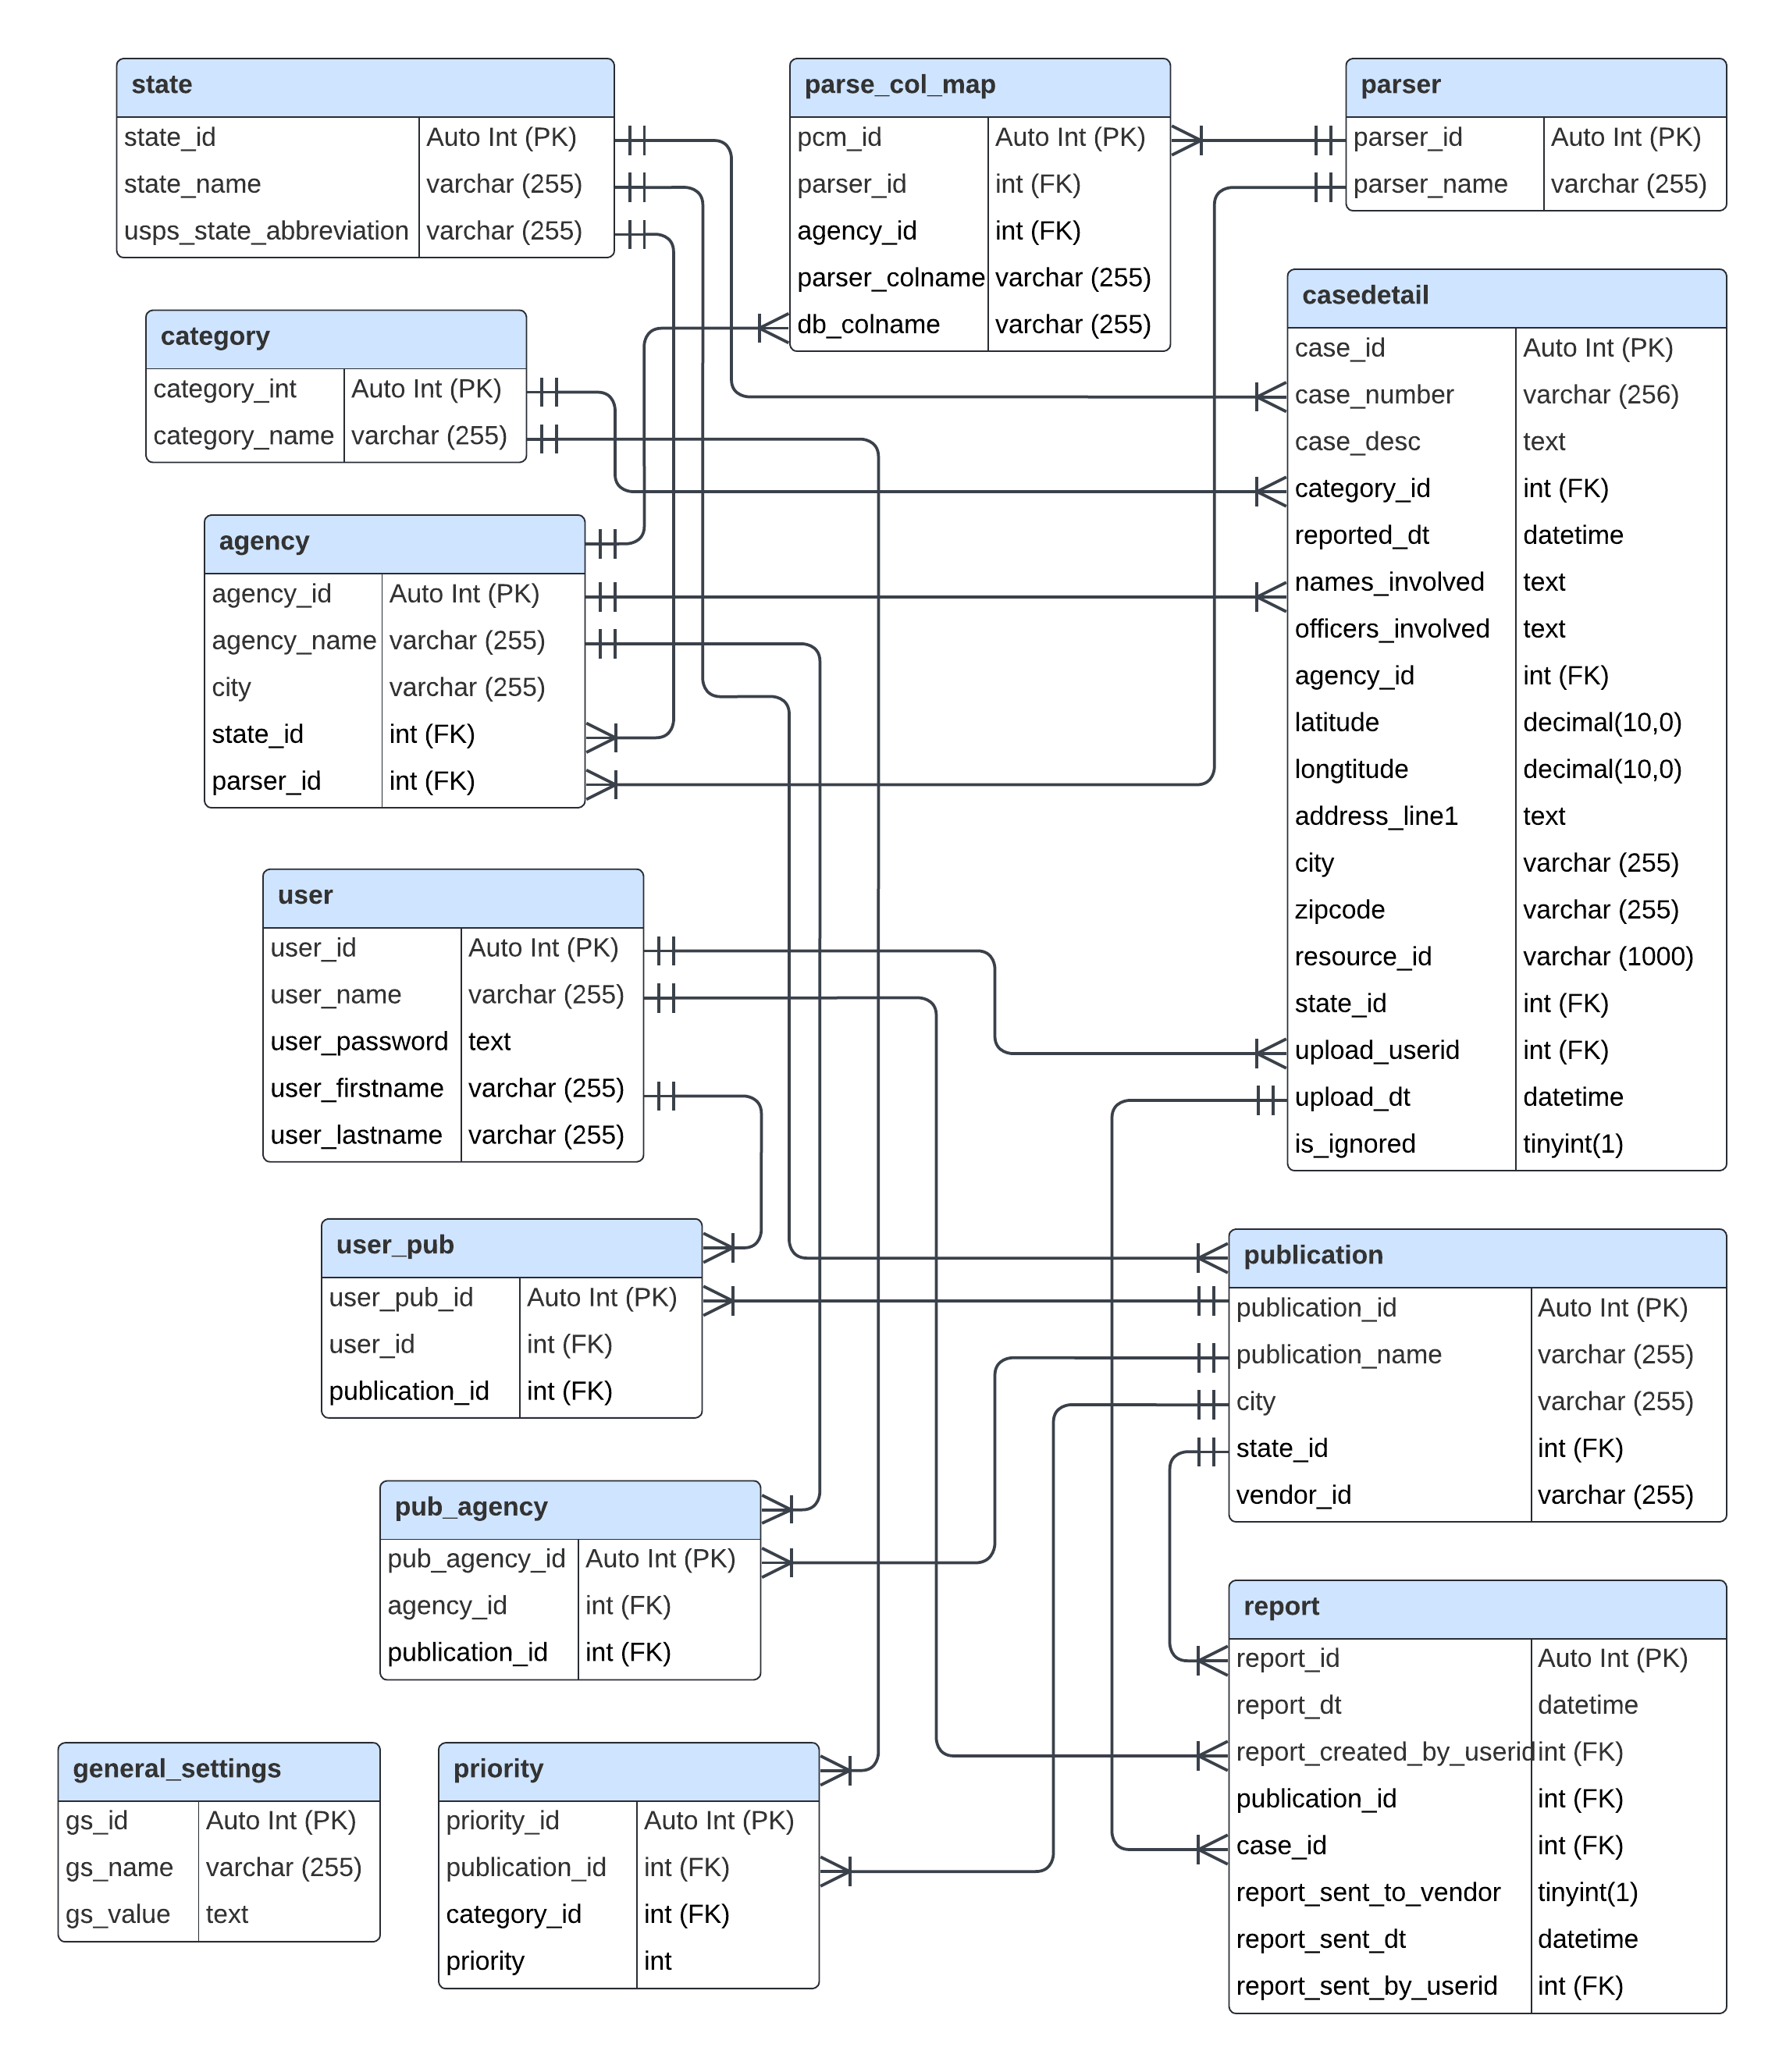 state
state_id Auto Int (PK)
state_name varchar (255)
usps_state_abbreviation varchar (255)
parse_col_map
pcm_id Auto Int (PK)
parser_id int (FK)
agency_id int (FK)
parser_colname varchar (255)
db_colname varchar (255)
parser
parser_id Auto Int (PK)
parser_name varchar (255)
category
category_int Auto Int (PK)
category_name varchar (255)
casedetail
case_id Auto Int (PK)
case_number varchar (256)
case_desc text
category_id int (FK)
reported_dt datetime
names_involved text
officers_involved text
agency_id int (FK)
latitude decimal(10,0)
longtitude decimal(10,0)
address_line1 text
city varchar (255)
zipcode varchar (255)
resource_id varchar (1000)
state_id int (FK)
upload_userid int (FK)
upload_dt datetime
is_ignored tinyint(1)
agency
agency_id Auto Int (PK)
agency_name varchar (255)
city varchar (255)
state_id int (FK)
parser_id int (FK)
user
user_id Auto Int (PK)
user_name varchar (255)
user_password text
user_firstname varchar (255)
user_lastname varchar (255)
user_pub
user_pub_id Auto Int (PK)
user_id int (FK)
publication_id int (FK)
publication
publication_id Auto Int (PK)
publication_name varchar (255)
city varchar (255)
state_id int (FK)
vendor_id varchar (255)
pub_agency
pub_agency_id Auto Int (PK)
agency_id int (FK)
publication_id int (FK)
report
report_id Auto Int (PK)
report_dt datetime
report_created_by_userid int (FK)
publication_id int (FK)
case_id int (FK)
report_sent_to_vendor tinyint(1)
report_sent_dt datetime
report_sent_by_userid int (FK)
general_settings
gs_id Auto Int (PK)
gs_name varchar (255)
gs_value text
priority
priority_id Auto Int (PK)
publication_id int (FK)
category_id int (FK)
priority int